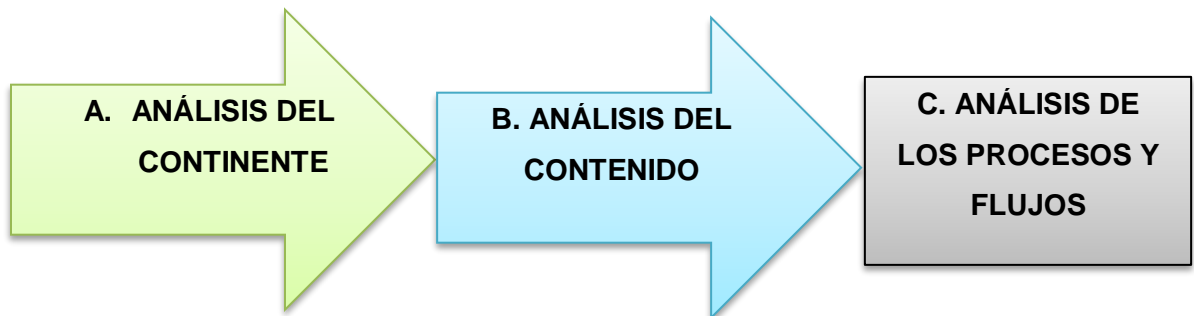 A. ANÁLISIS DEL
CONTINENTE
B. ANÁLISIS DEL
CONTENIDO
C. ANÁLISIS DE
LOS PROCESOS Y
FLUJOS